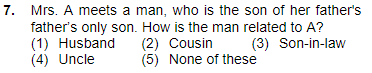 7. Mrs. A meets a man, who is the son of her father's
father's only son. How is the man related to A?
(1) Husband (2) Cousin (3) Son-in-law
(4) Uncle (5) None of these